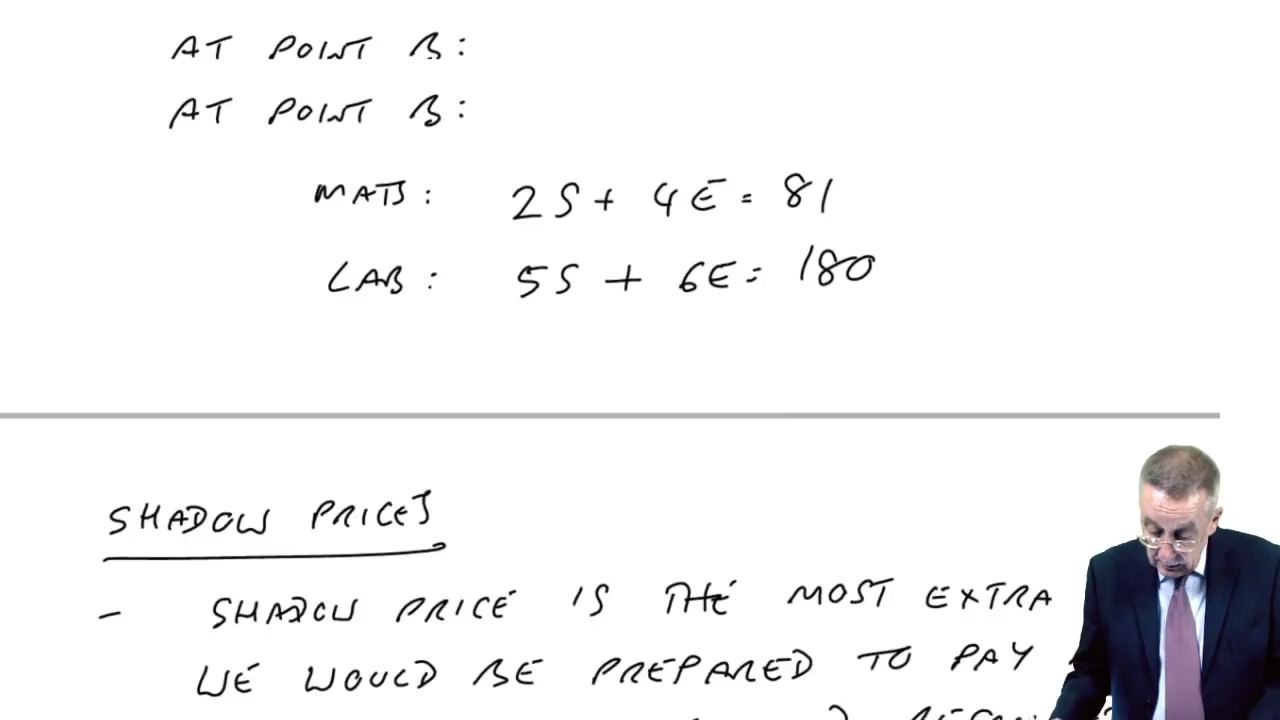 AT POINT B:
AT POINT B:
MATS: 2S + 4E = 81
LAB: 5S + 6E = 180
SHADOW PRICES
- SHADOW PRICE IS THE MOST EXTRA
WE WOULD BE PREPARED TO PAY